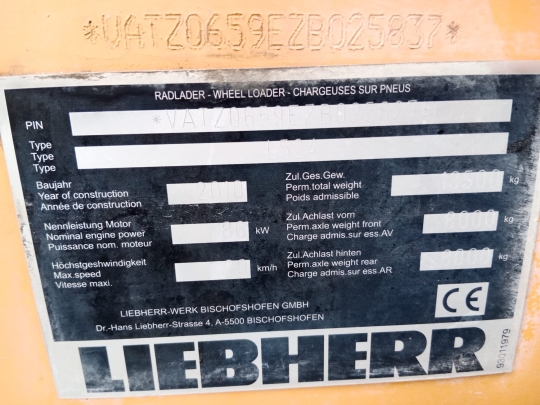 *VATZ0659EZB025837*
RADLADER - WHEEL LOADER - CHARGEUSES SUR PNEUS
PIN
Type
Type
Type
Baujahr
Year of construction 2010
Année de construction
Nennleistung Motor
Nominal engine power 80 kW
Puissance nom. moteur
Höchstgeschwindigkeit
Max.speed km/h
Vitesse maxi.
Zul.Ges.Gew.
Perm.total weight kg
Poids admissible
Zul.Achlast vorn
Perm.axle weight front kg
Charge admis.sur ess.AV
Zul.Achlast hinten
Perm.axle weight rear kg
Charge admis.sur ess.AR
CE
LIEBHERR-WERK BISCHOFSHOFEN GMBH
Dr.-Hans Liebherr-Strasse 4, A-5500 BISCHOFSHOFEN
LIEBHERR
93011979